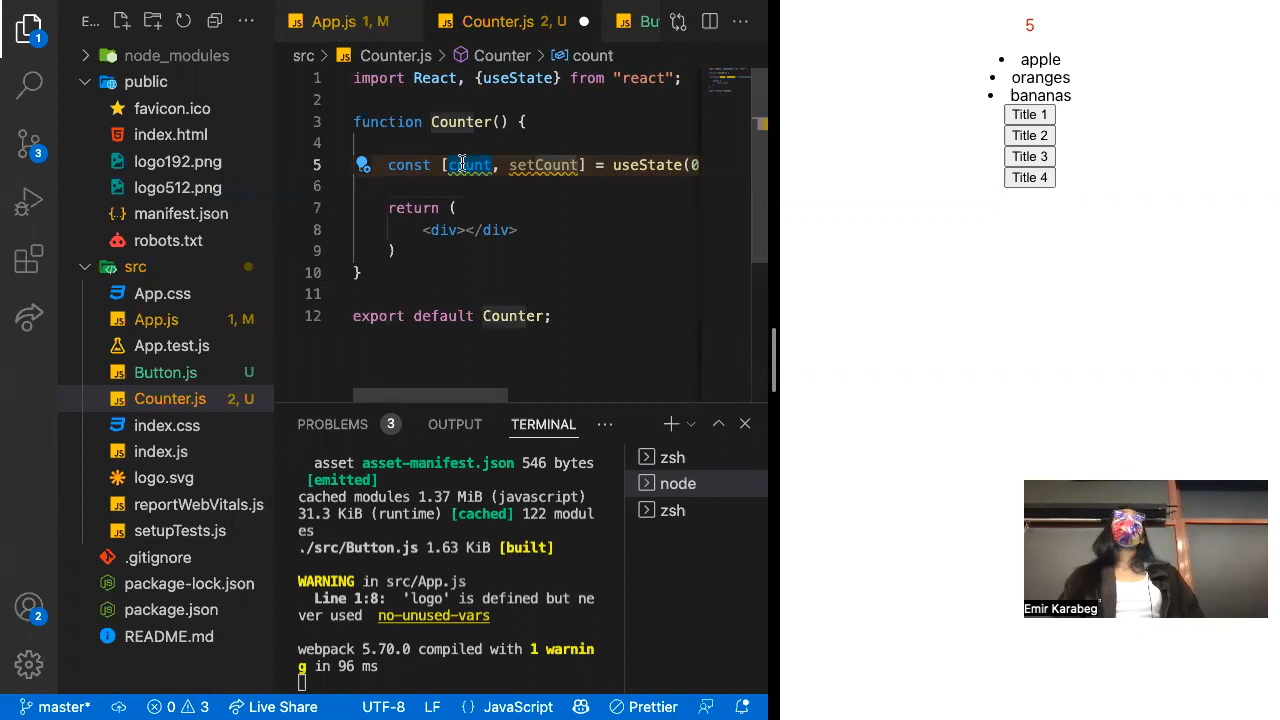 E...
App.js 1, M
Counter.js 2, U
Bu
src > Counter.js > Counter > count
node_modules
public
favicon.ico
index.html
logo192.png
logo512.png
manifest.json
robots.txt
src
App.css
App.js 1, M
App.test.js
Button.js U
Counter.js 2, U
index.css
index.js
logo.svg
reportWebVitals.js
setupTests.js
.gitignore
package-lock.json
package.json
README.md
1
3
2
1 import React, {useState} from "react";
2
3 function Counter() {
4
5 const [count, setCount] = useState(0
6
7 return (
8 <div></div>
9 )
10 }
11
12 export default Counter;
PROBLEMS 3 OUTPUT TERMINAL ...
asset asset-manifest.json 546 bytes
[emitted]
cached modules 1.37 MiB (javascript)
31.3 KiB (runtime) [cached] 122 modul
es
./src/Button.js 1.63 KiB [built]
WARNING in src/App.js
Line 1:8: 'logo' is defined but ne
ver used no-unused-vars
webpack 5.70.0 compiled with 1 warnin
g in 96 ms
zsh
node
zsh
master* 0 3 Live Share UTF-8 LF {} JavaScript Prettier
5
• apple
• oranges
• bananas
Title 1
Title 2
Title 3
Title 4
Emir Karabeg